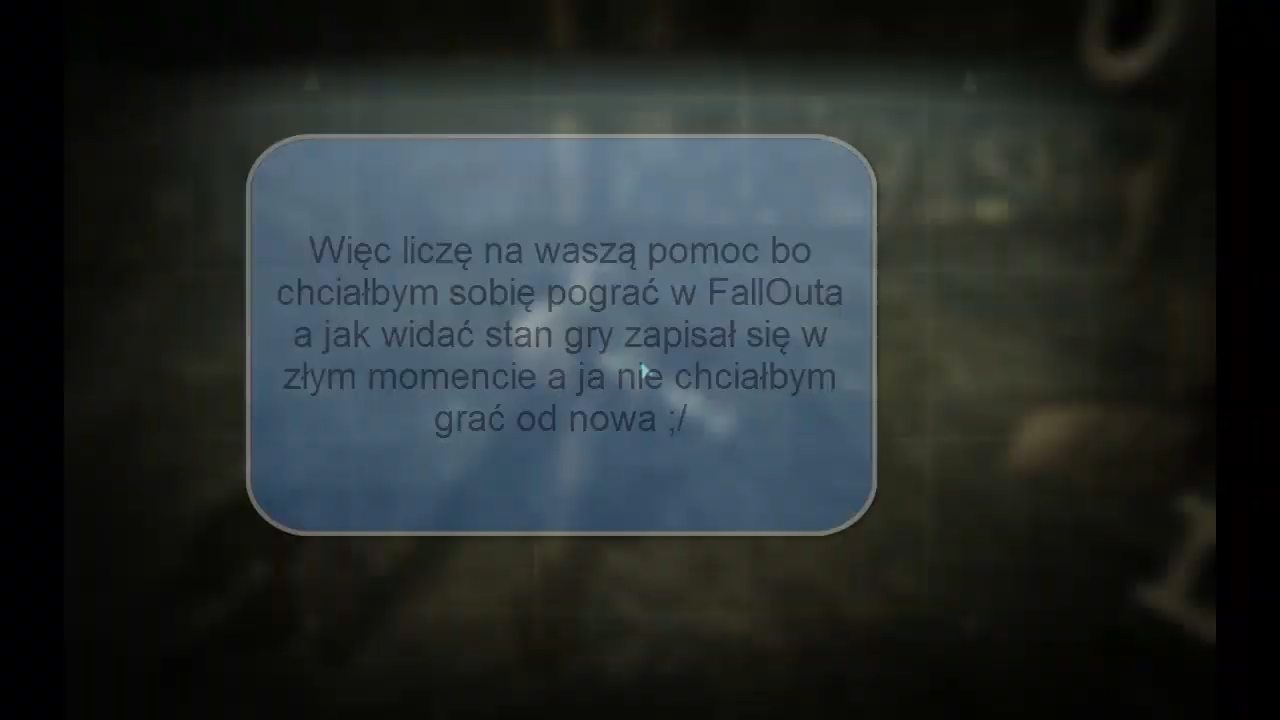 Więc liczę na waszą pomoc bo
chciałbym sobię pograć w FallOuta
a jak widać stan gry zapisał się w
złym momencie a ja nie chciałbym
grać od nowa ;/